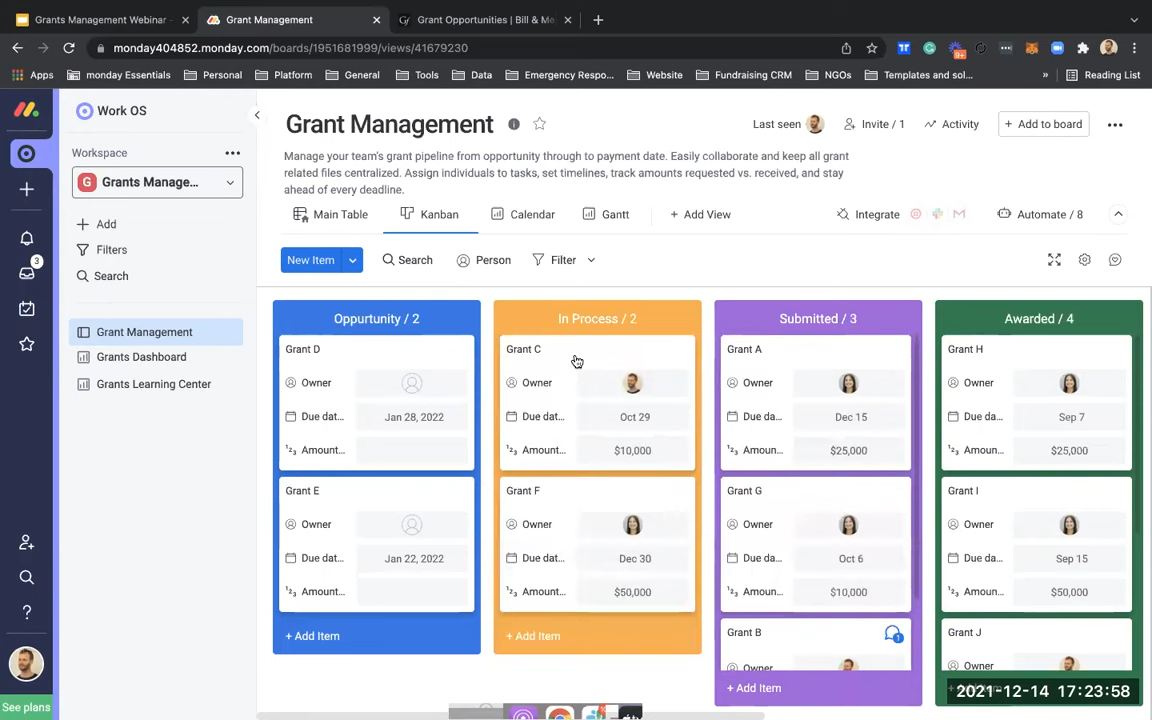 Grants Management Webinar
Grant Management
Grant Opportunities | Bill & Me
monday404852.monday.com/boards/1951681999/views/41679230
Apps
monday Essentials
Personal
Platform
General
Tools
Data
Emergency Respo...
Website
Fundraising CRM
NGOs
Templates and sol...
»
Reading List
Work OS
Workspace
G Grants Manage...
Add
Filters
Search
Grant Management
Grants Dashboard
Grants Learning Center
3
See plans
Grant Management
Last seen
Invite / 1
Activity
+ Add to board
Manage your team's grant pipeline from opportunity through to payment date. Easily collaborate and keep all grant
related files centralized. Assign individuals to tasks, set timelines, track amounts requested vs. received, and stay
ahead of every deadline.
Main Table
Kanban
Calendar
Gantt
+ Add View
Integrate
Automate / 8
New Item
Search
Person
Filter
Oppurtunity / 2
Grant D
Owner
Due dat... Jan 28, 2022
Amount...
Grant E
Owner
Due dat... Jan 22, 2022
Amount...
+ Add Item
In Process / 2
Grant C
Owner
Due dat... Oct 29
Amount... $10,000
Grant F
Owner
Due dat... Dec 30
Amount... $50,000
+ Add Item
Submitted / 3
Grant A
Owner
Due da... Dec 15
Amoun... $25,000
Grant G
Owner
Due da... Oct 6
Amoun... $10,000
Grant B
1
Owner
+ Add Item
Awarded / 4
Grant H
Owner
Due da... Sep 7
Amoun... $25,000
Grant I
Owner
Due da... Sep 15
Amoun... $50,000
Grant J
Owner
2021-12-14 17:23:58